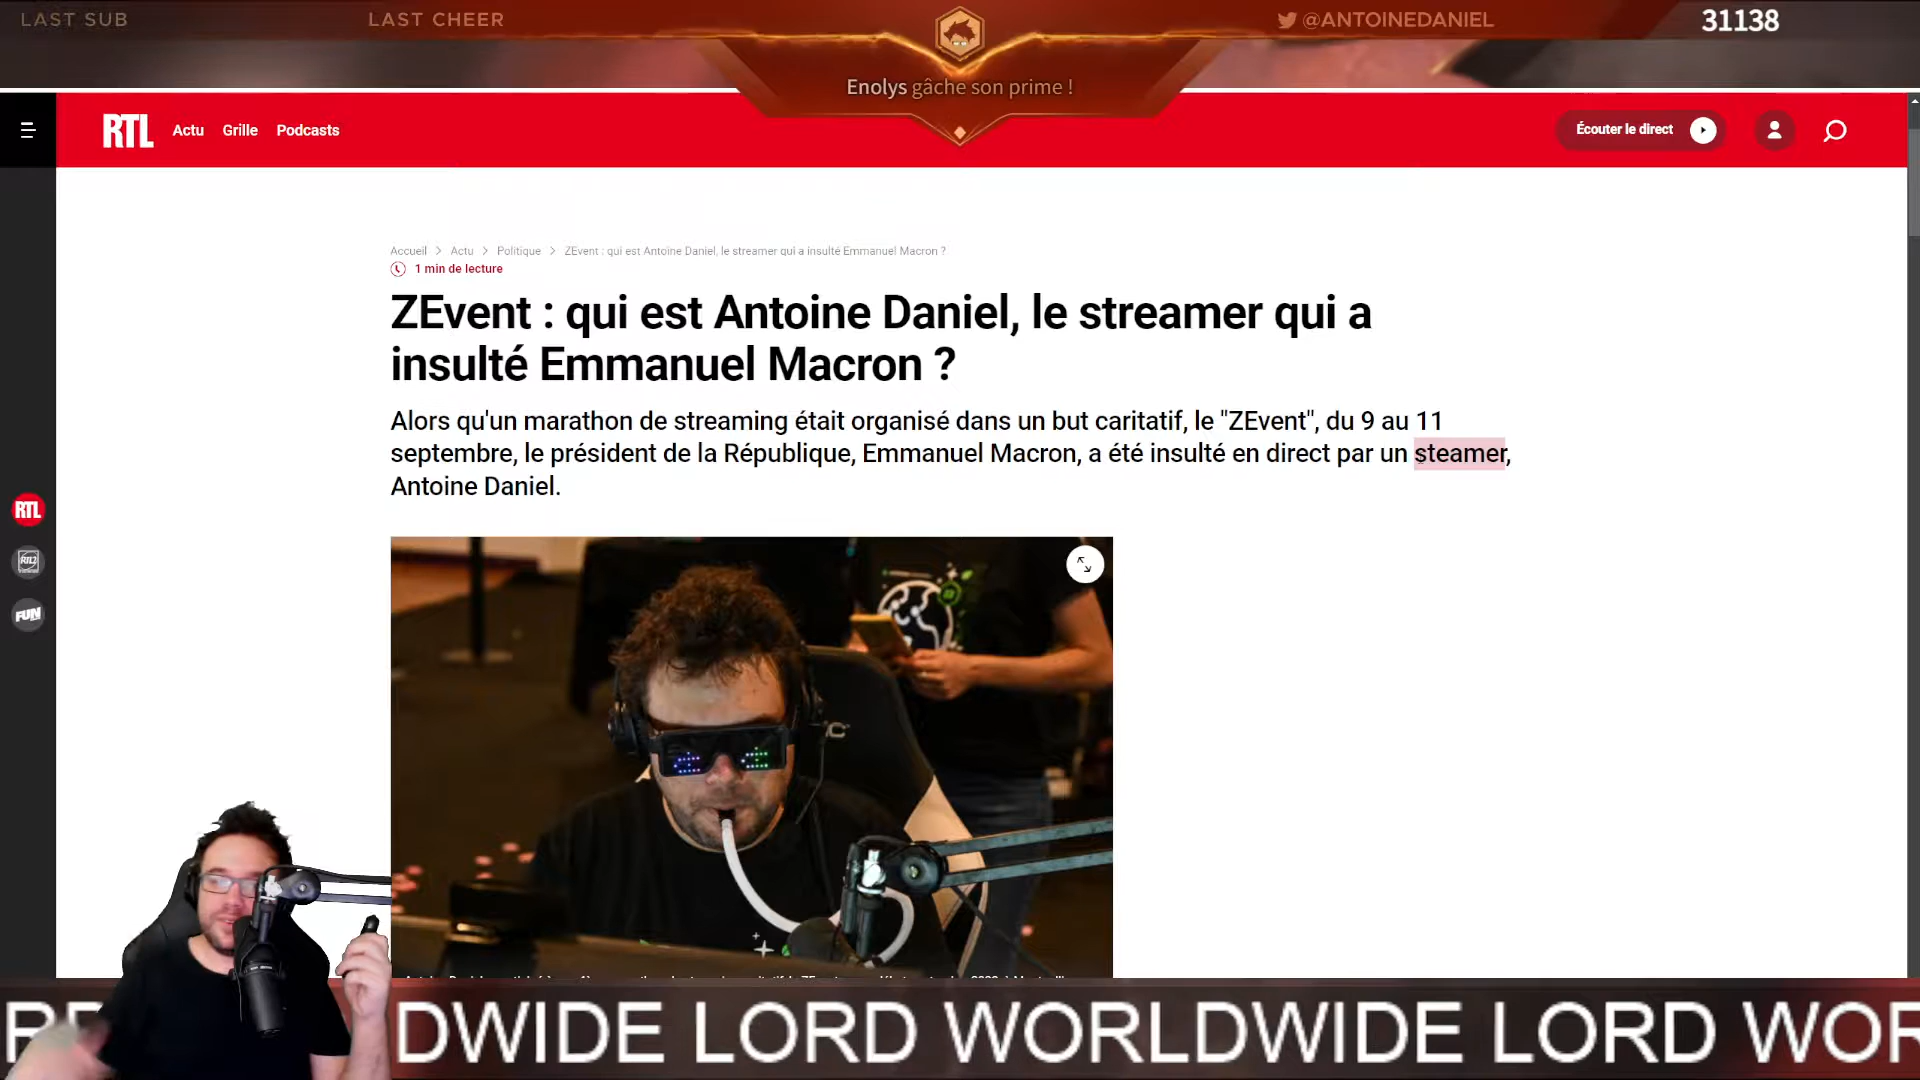 LAST SUB
LAST CHEER
@ANTOINEDANIEL
31138
Enolys gâche son prime !
RTL
Actu
Grille
Podcasts
Écouter le direct
Accueil > Actu > Politique > ZEvent : qui est Antoine Daniel, le streamer qui a insulté Emmanuel Macron ?
1 min de lecture
ZEvent : qui est Antoine Daniel, le streamer qui a
insulté Emmanuel Macron ?
Alors qu'un marathon de streaming était organisé dans un but caritatif, le "ZEvent", du 9 au 11
septembre, le président de la République, Emmanuel Macron, a été insulté en direct par un steamer,
Antoine Daniel.
RTL
RTL2
FUN
DWIDE LORD WORLDWIDE LORD WOR